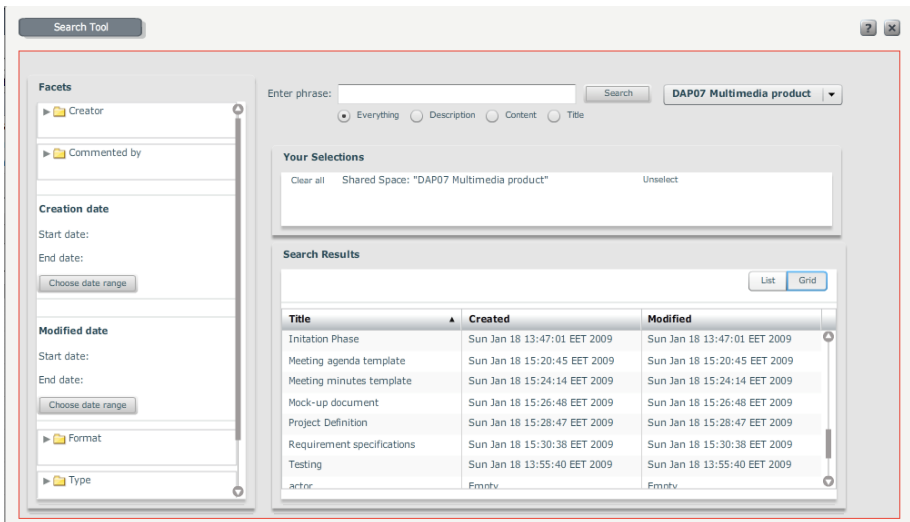 Search Tool
? X
Facets
Creator
Commented by
Creation date
Start date:
End date:
Choose date range
Modified date
Start date:
End date:
Choose date range
Format
Type
Enter phrase: Search DAP07 Multimedia product
Everything Description Content Title
Your Selections
Clear all Shared Space: "DAP07 Multimedia product" Unselect
Search Results
List Grid
Title Created Modified
Initation Phase Sun Jan 18 13:47:01 EET 2009 Sun Jan 18 13:47:01 EET 2009
Meeting agenda template Sun Jan 18 15:20:45 EET 2009 Sun Jan 18 15:20:45 EET 2009
Meeting minutes template Sun Jan 18 15:24:14 EET 2009 Sun Jan 18 15:24:14 EET 2009
Mock-up document Sun Jan 18 15:26:48 EET 2009 Sun Jan 18 15:26:48 EET 2009
Project Definition Sun Jan 18 15:28:47 EET 2009 Sun Jan 18 15:28:47 EET 2009
Requirement specifications Sun Jan 18 15:30:38 EET 2009 Sun Jan 18 15:30:38 EET 2009
Testing Sun Jan 18 13:55:40 EET 2009 Sun Jan 18 13:55:40 EET 2009
actor Empty Empty